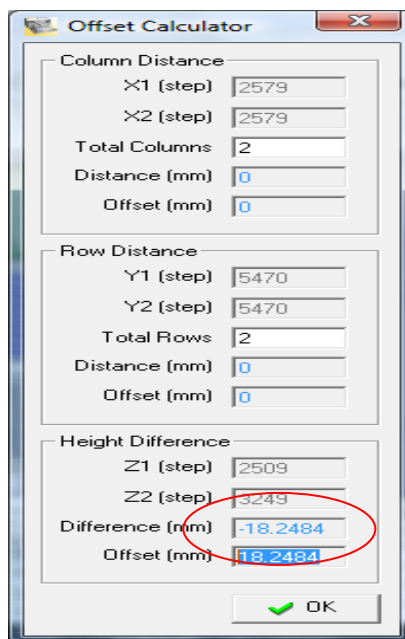 Offset Calculator
Column Distance
X1 (step) 2579
X2 (step) 2579
Total Columns 2
Distance (mm) 0
Offset (mm) 0
Row Distance
Y1 (step) 5470
Y2 (step) 5470
Total Rows 2
Distance (mm) 0
Offset (mm) 0
Height Difference
Z1 (step) 2509
Z2 (step) 3249
Difference (mm) -18.2484
Offset (mm) 18.2484
OK